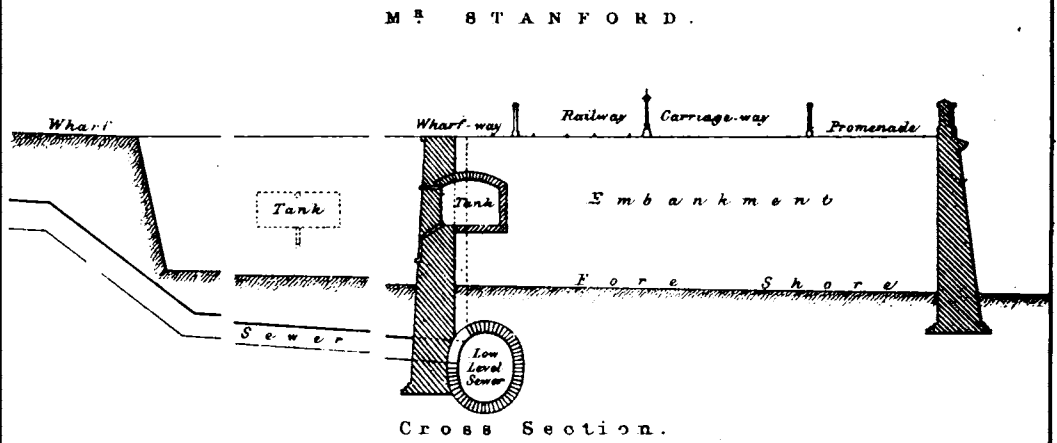 MR STANFORD.
Wharf Wharf-way Railway Carriage-way Promenade
Tank Tank Embankment
Fore Shore
Sewer
Low
Level
Sewer
Cross Section.